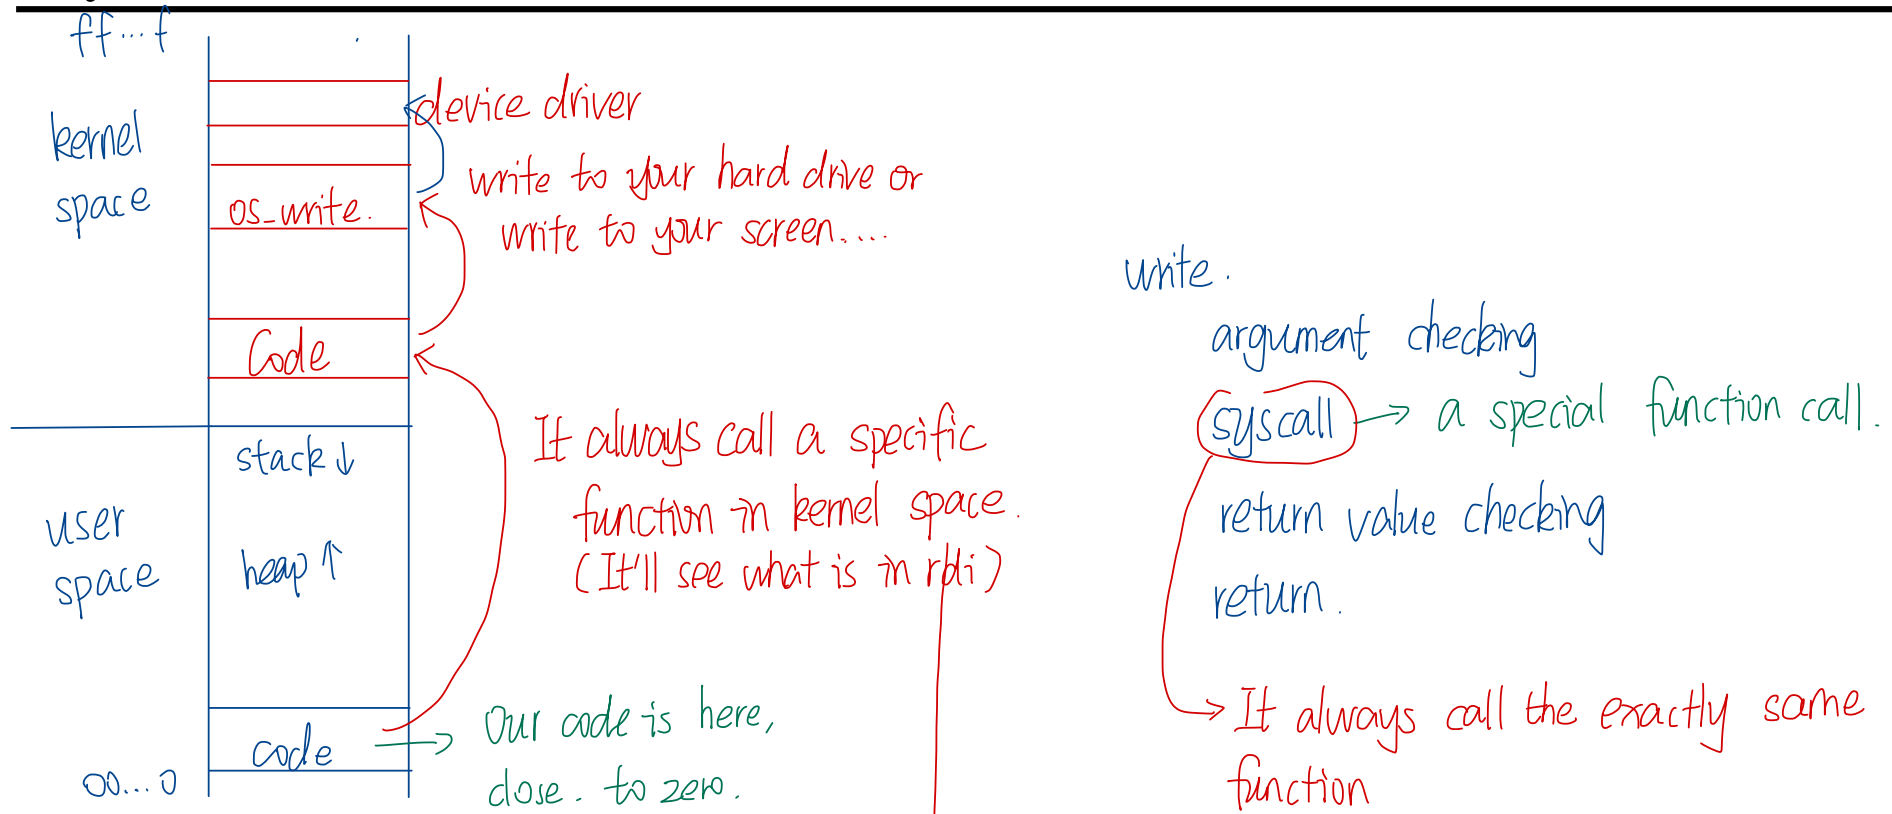 ff...f
kernel
space
device driver
write to your hard drive or
write to your screen....
os_write.
Code
It always call a specific
function in kernel space.
(It'll see what is in rdi)
user
space
stack ↓
heap ↑
code
Our code is here,
close. to zero.
00...0
write.
argument checking
syscall → a special function call.
return value checking
return.
It always call the exactly same
function